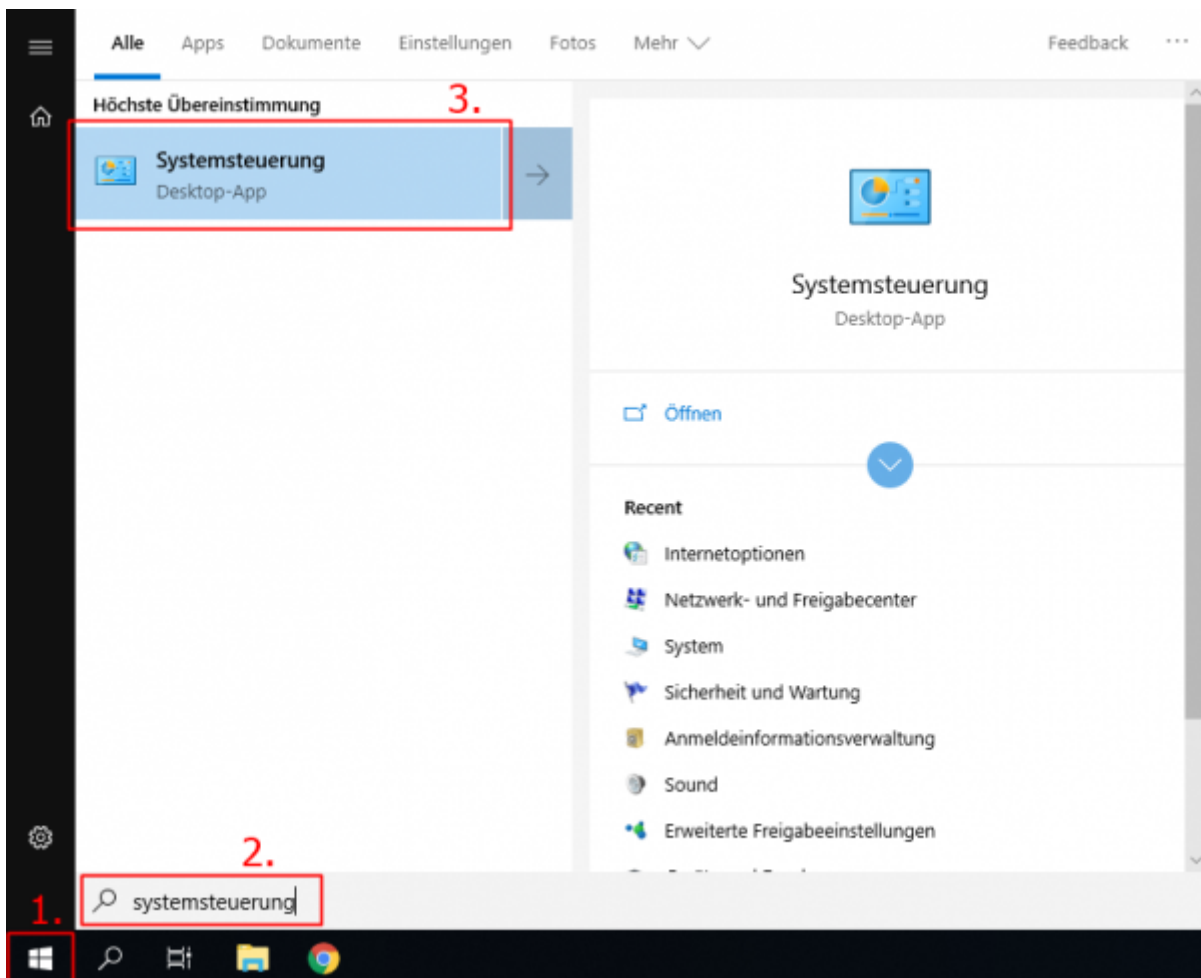 Alle Apps Dokumente Einstellungen Fotos Mehr Feedback ...
Höchste Übereinstimmung
3.
Systemsteuerung
Desktop-App
Systemsteuerung
Desktop-App
Öffnen
Recent
Internetoptionen
Netzwerk- und Freigabecenter
System
Sicherheit und Wartung
Anmeldeinformationsverwaltung
Sound
Erweiterte Freigabeeinstellungen
2.
systemsteuerung
1.